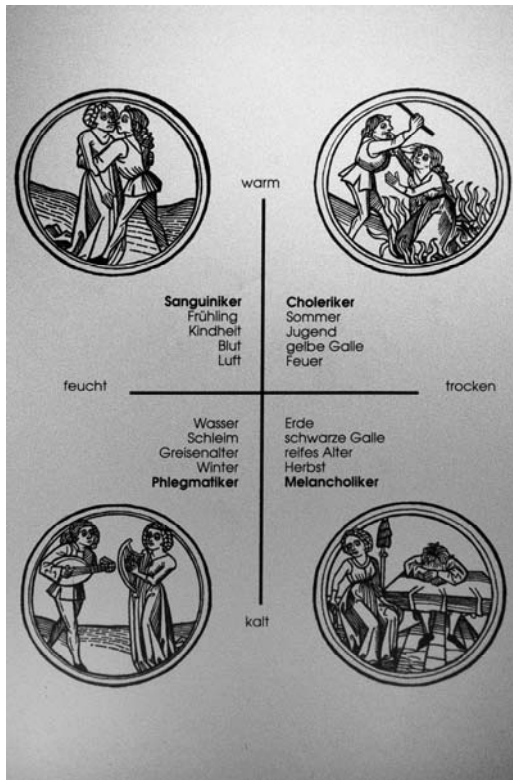 warm
Sanguiniker
Frühling
Kindheit
Blut
Luft
Choleriker
Sommer
Jugend
gelbe Galle
Feuer
feucht
trocken
Wasser
Schleim
Greisenalter
Winter
Phlegmatiker
Erde
schwarze Galle
reifes Alter
Herbst
Melancholiker
kalt